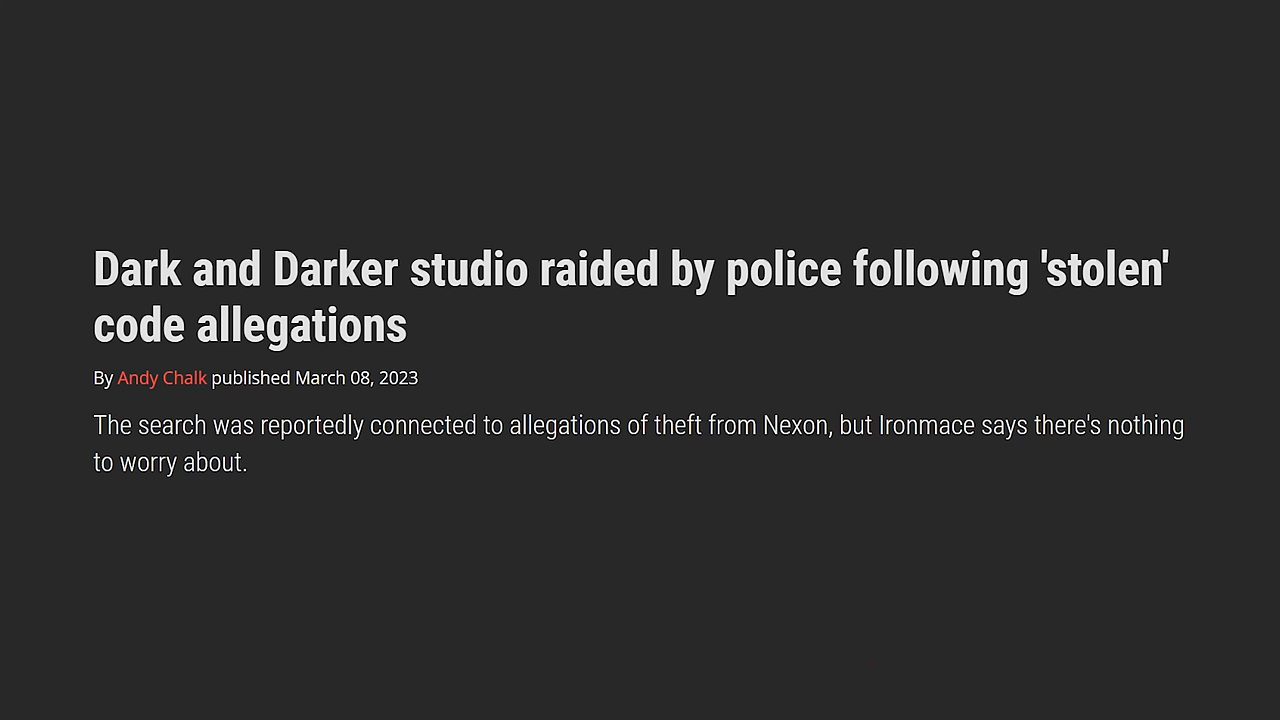 Dark and Darker studio raided by police following 'stolen'
code allegations
By Andy Chalk published March 08, 2023
The search was reportedly connected to allegations of theft from Nexon, but Ironmace says there's nothing
to worry about.